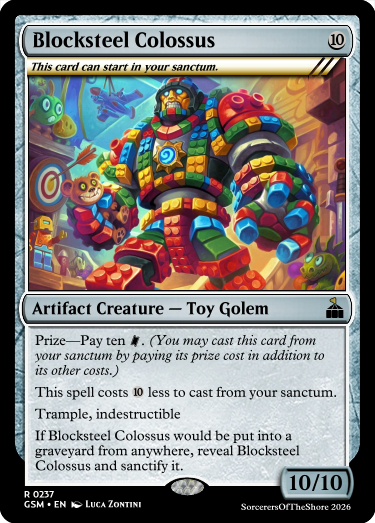 Blocksteel Colossus 10
This card can start in your sanctum.
Artifact Creature — Toy Golem
Prize—Pay ten . (You may cast this card from
your sanctum by paying its prize cost in addition to
its other costs.)
This spell costs 10 less to cast from your sanctum.
Trample, indestructible
If Blocksteel Colossus would be put into a
graveyard from anywhere, reveal Blocksteel
Colossus and sanctify it.
10/10
R 0237
GSM • EN Luca Zontini
SorcerersOfTheShore 2026